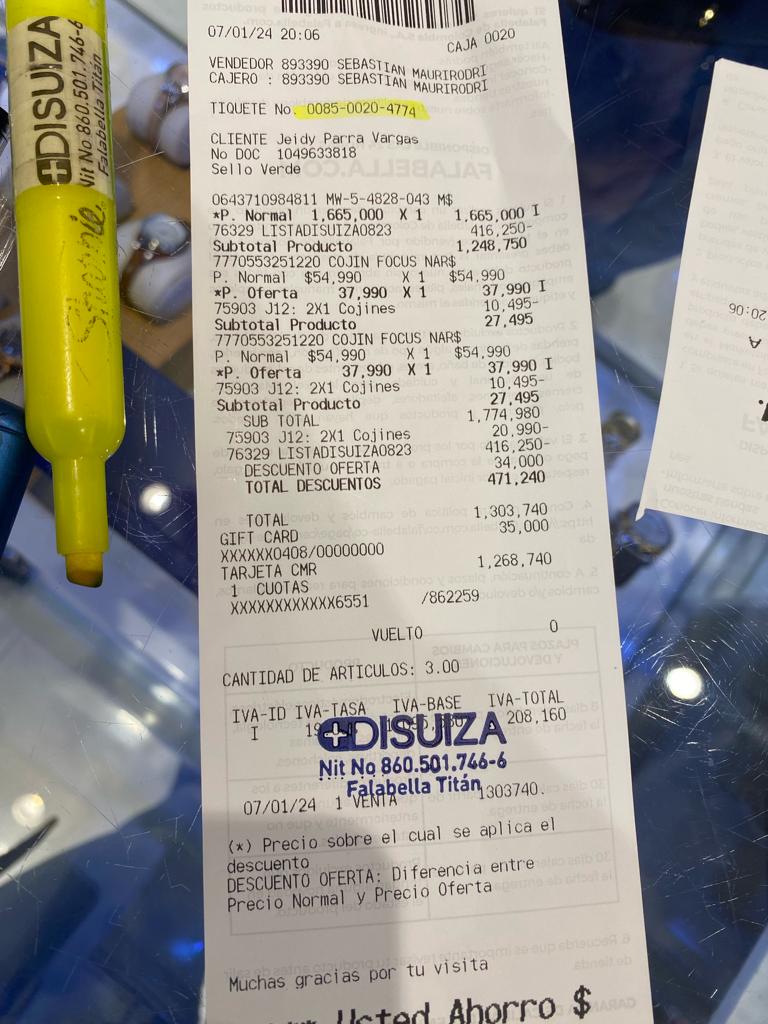 07/01/24 20:06 CAJA 0020
VENDEDOR 893390 SEBASTIAN MAURIRODRI
CAJERO : 893390 SEBASTIAN MAURIRODRI
TIQUETE No. 0085-0020-4774
CLIENTE Jeidy Parra Vargas
No DOC 1049633818
Sello Verde
0643710984811 MW-5-4828-043 M$
*P. Normal 1,665,000 X 1 1,665,000 I
76329 LISTADISUIZA0823 416,250-
Subtotal Producto 1,248,750
7770553251220 COJIN FOCUS NAR$
P. Normal $54,990 X 1 $54,990
*P. Oferta 37,990 X 1 37,990 I
75903 J12: 2X1 Cojines 10,495-
Subtotal Producto 27,495
7770553251220 COJIN FOCUS NAR$
P. Normal $54,990 X 1 $54,990
*P. Oferta 37,990 X 1 37,990 I
75903 J12: 2X1 Cojines 10,495-
Subtotal Producto 27,495
SUB TOTAL 1,774,980
75903 J12: 2X1 Cojines 20,990-
76329 LISTADISUIZA0823 416,250-
DESCUENTO OFERTA 34,000
TOTAL DESCUENTOS 471,240
TOTAL 1,303,740
GIFT CARD 35,000
XXXXXX0408/00000000
TARJETA CMR 1,268,740
1 CUOTAS
XXXXXXXXXXXX6551 /862259
VUELTO 0
CANTIDAD DE ARTICULOS: 3.00
IVA-ID IVA-TASA IVA-BASE IVA-TOTAL
I 208,160
DISUIZA
Nit No 860.501.746-6
Falabella Titán
07/01/24 1 VENTA 1303740.
(*) Precio sobre el cual se aplica el
descuento
DESCUENTO OFERTA: Diferencia entre
Precio Normal y Precio Oferta
Muchas gracias por tu visita
Usted Ahorro $
DISUIZA
Nit No 860.501.746-6
Falabella Titán
20:06